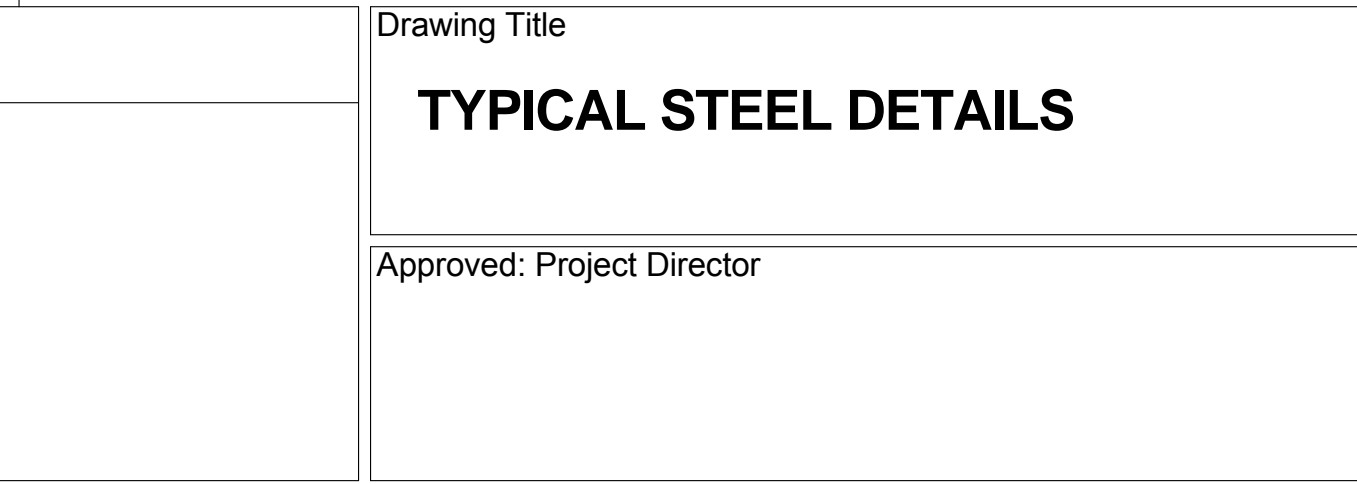 Drawing Title
TYPICAL STEEL DETAILS
Approved: Project Director